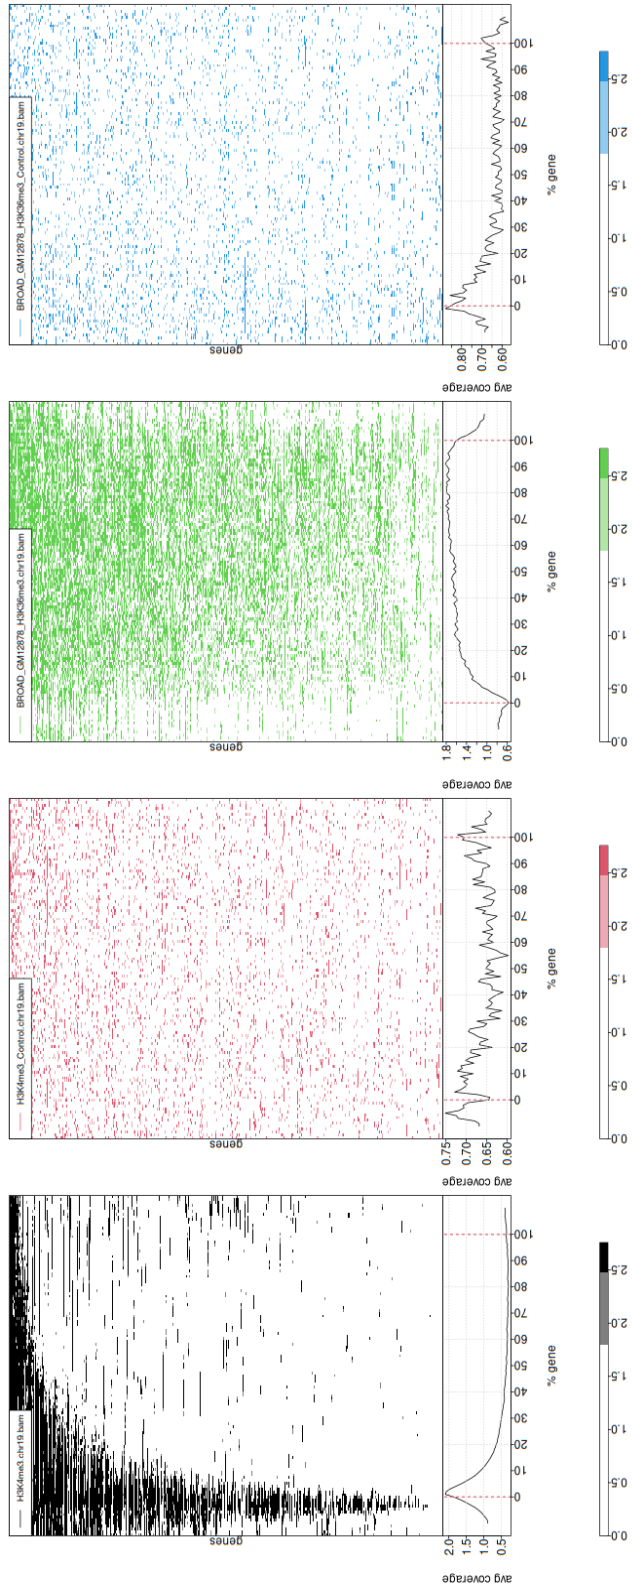 H3K4me3.chr19.bam
genes
avg coverage
2.0
1.5
1.0
0.5
0 10 20 30 40 50 60 70 80 90 100
% gene
0.0 0.5 1.0 1.5 2.0 2.5
H3K4me3_Control.chr19.bam
genes
avg coverage
0.75
0.70
0.65
0.60
0 10 20 30 40 50 60 70 80 90 100
% gene
0.0 0.5 1.0 1.5 2.0 2.5
BROAD_GM12878_H3K36me3.chr19.bam
genes
avg coverage
1.8
1.4
1.0
0.6
0 10 20 30 40 50 60 70 80 90 100
% gene
0.0 0.5 1.0 1.5 2.0 2.5
BROAD_GM12878_H3K36me3_Control.chr19.bam
genes
avg coverage
0.80
0.70
0.60
0 10 20 30 40 50 60 70 80 90 100
% gene
0.0 0.5 1.0 1.5 2.0 2.5